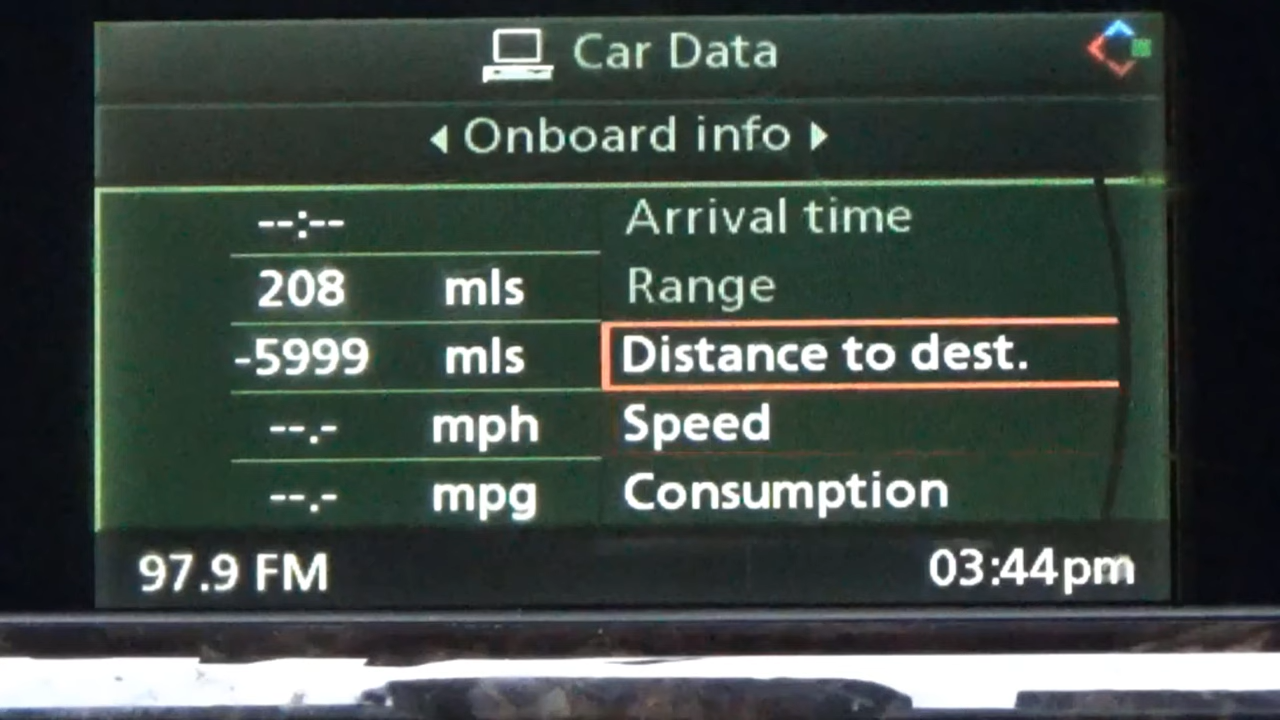 Car Data
Onboard info
--:-- Arrival time
208 mls Range
-5999 mls Distance to dest.
--.- mph Speed
--.- mpg Consumption
97.9 FM 03:44pm